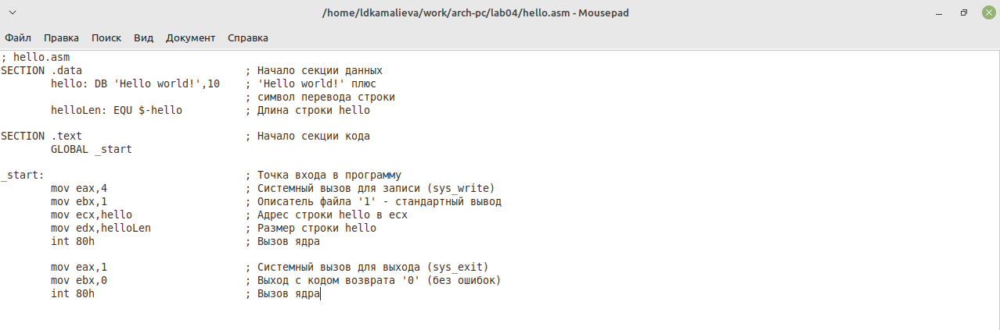 /home/ldkamalieva/work/arch-pc/lab04/hello.asm - Mousepad
Файл Правка Поиск Вид Документ Справка
; hello.asm
SECTION .data ; Начало секции данных
hello: DB 'Hello world!',10 ; 'Hello world!' плюс
; символ перевода строки
helloLen: EQU $-hello ; Длина строки hello
SECTION .text ; Начало секции кода
GLOBAL _start
_start: ; Точка входа в программу
mov eax,4 ; Системный вызов для записи (sys_write)
mov ebx,1 ; Описатель файла '1' - стандартный вывод
mov ecx,hello ; Адрес строки hello в ecx
mov edx,helloLen ; Размер строки hello
int 80h ; Вызов ядра
mov eax,1 ; Системный вызов для выхода (sys_exit)
mov ebx,0 ; Выход с кодом возврата '0' (без ошибок)
int 80h ; Вызов ядра